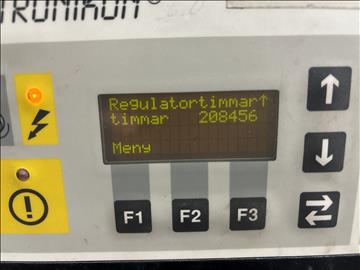 TRONIKON®
Regulatortimmar↑
timmar 208456
Meny
F1 F2 F3